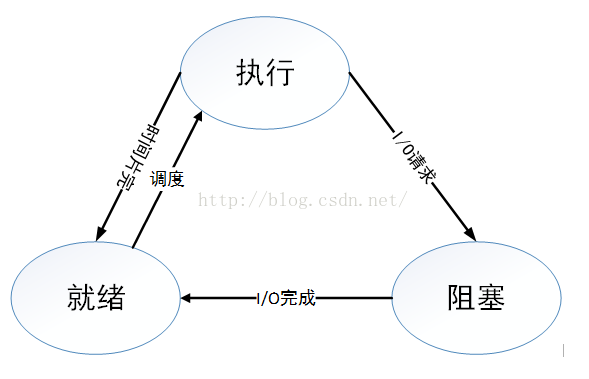 执行
时间片完
调度
I/O请求
http://blog.csdn.net/
就绪
I/O完成
阻塞